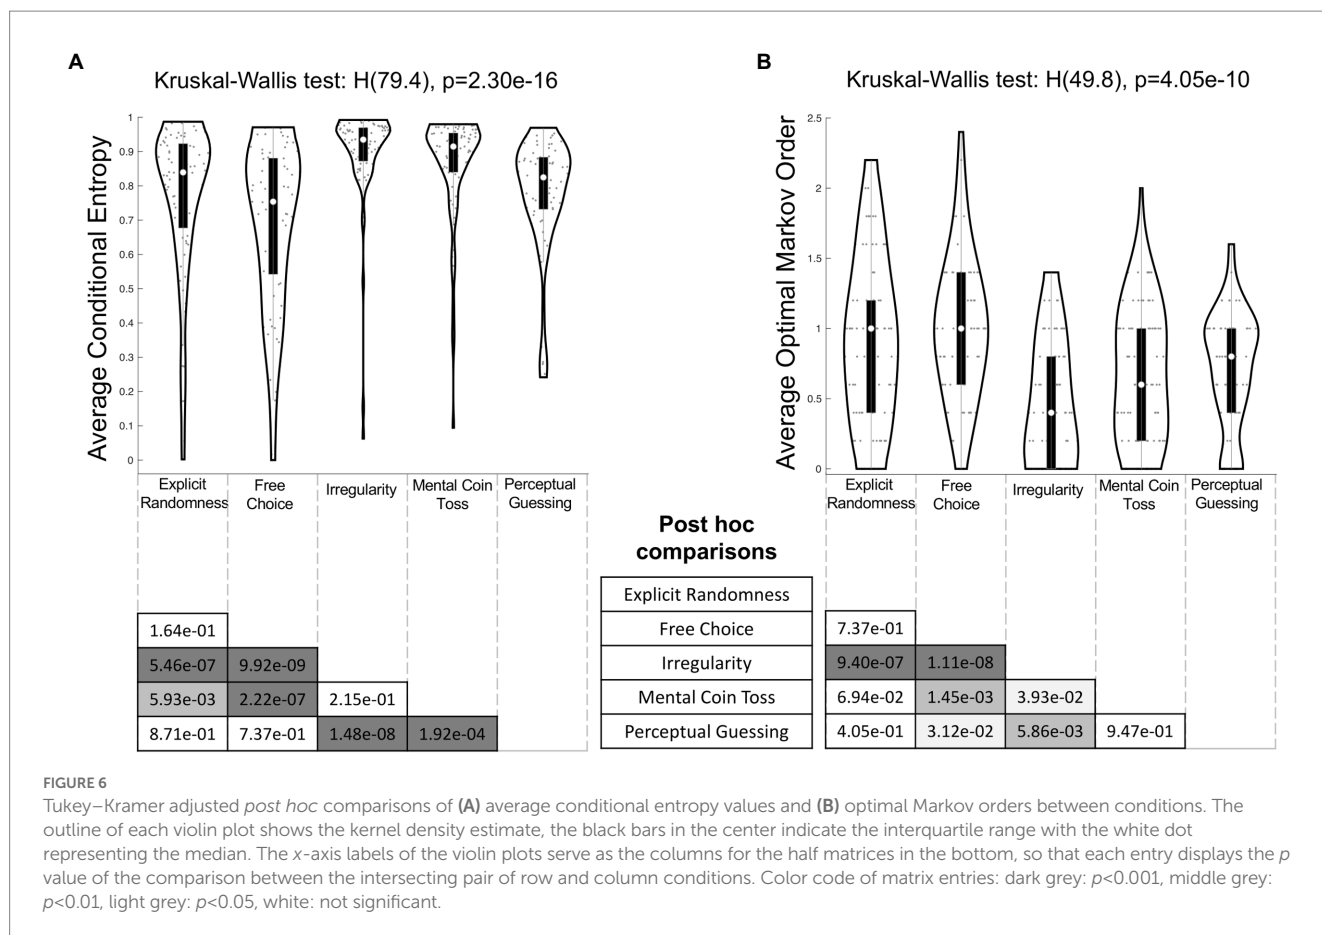 A
Kruskal-Wallis test: H(79.4), p=2.30e-16
Average Conditional Entropy
1
0.9
0.8
0.7
0.6
0.5
0.4
0.3
0.2
0.1
0
Explicit Randomness
Free Choice
Irregularity
Mental Coin Toss
Perceptual Guessing
1.64e-01
5.46e-07 9.92e-09
5.93e-03 2.22e-07 2.15e-01
8.71e-01 7.37e-01 1.48e-08 1.92e-04
B
Kruskal-Wallis test: H(49.8), p=4.05e-10
Average Optimal Markov Order
2.5
2
1.5
1
0.5
0
Explicit Randomness
Free Choice
Irregularity
Mental Coin Toss
Perceptual Guessing
Post hoc
comparisons
Explicit Randomness
Free Choice
Irregularity
Mental Coin Toss
Perceptual Guessing
7.37e-01
9.40e-07 1.11e-08
6.94e-02 1.45e-03 3.93e-02
4.05e-01 3.12e-02 5.86e-03 9.47e-01
FIGURE 6
Tukey–Kramer adjusted post hoc comparisons of (A) average conditional entropy values and (B) optimal Markov orders between conditions. The
outline of each violin plot shows the kernel density estimate, the black bars in the center indicate the interquartile range with the white dot
representing the median. The x-axis labels of the violin plots serve as the columns for the half matrices in the bottom, so that each entry displays the p
value of the comparison between the intersecting pair of row and column conditions. Color code of matrix entries: dark grey: p<0.001, middle grey:
p<0.01, light grey: p<0.05, white: not significant.